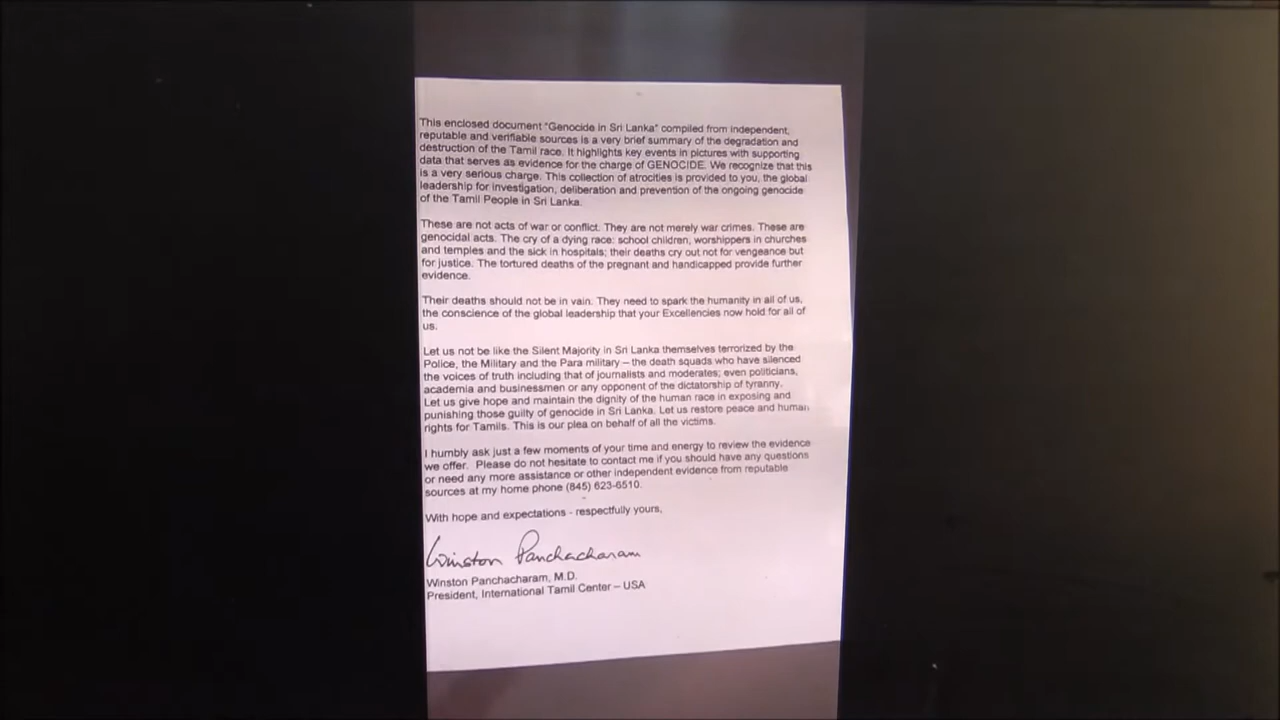 This enclosed document "Genocide in Sri Lanka" compiled from independent,
reputable and verifiable sources is a very brief summary of the degradation and
destruction of the Tamil race. It highlights key events in pictures with supporting
data that serves as evidence for the charge of GENOCIDE. We recognize that this
is a very serious charge. This collection of atrocities is provided to you, the global
leadership for investigation, deliberation and prevention of the ongoing genocide
of the Tamil People in Sri Lanka.
These are not acts of war or conflict. They are not merely war crimes. These are
genocidal acts. The cry of a dying race: school children, worshippers in churches
and temples and the sick in hospitals; their deaths cry out not for vengeance but
for justice. The tortured deaths of the pregnant and handicapped provide further
evidence.
Their deaths should not be in vain. They need to spark the humanity in all of us,
the conscience of the global leadership that your Excellencies now hold for all of
us.
Let us not be like the Silent Majority in Sri Lanka themselves terrorized by the
Police, the Military and the Para military – the death squads who have silenced
the voices of truth including that of journalists and moderates; even politicians,
academia and businessmen or any opponent of the dictatorship of tyranny.
Let us give hope and maintain the dignity of the human race in exposing and
punishing those guilty of genocide in Sri Lanka. Let us restore peace and human
rights for Tamils. This is our plea on behalf of all the victims.
I humbly ask just a few moments of your time and energy to review the evidence
we offer. Please do not hesitate to contact me if you should have any questions
or need any more assistance or other independent evidence from reputable
sources at my home phone (845) 623-6510.
With hope and expectations - respectfully yours,
Winston Panchacharam
Winston Panchacharam, M.D.
President, International Tamil Center – USA